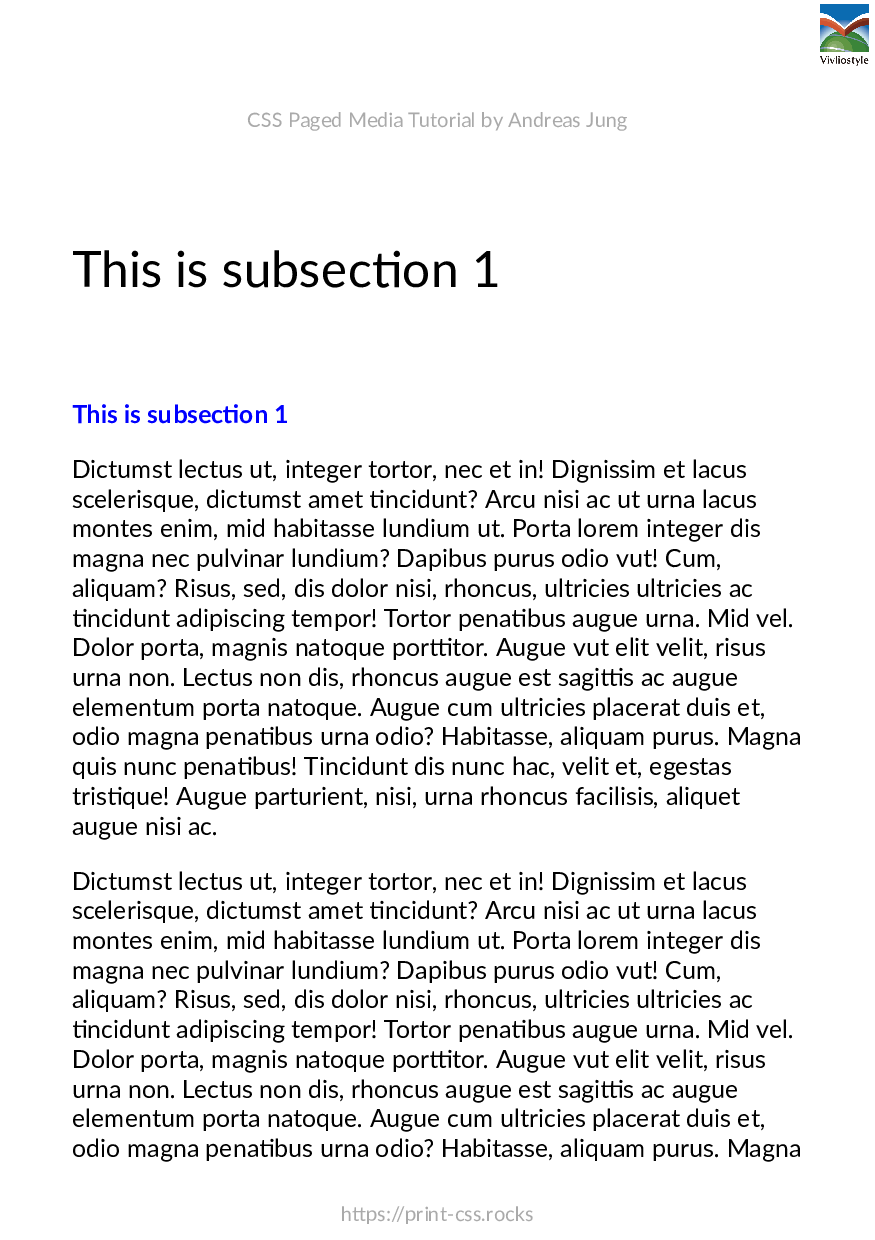 Vivliostyle
CSS Paged Media Tutorial by Andreas Jung
This is subsection 1
This is subsection 1
Dictumst lectus ut, integer tortor, nec et in! Dignissim et lacus
scelerisque, dictumst amet tincidunt? Arcu nisi ac ut urna lacus
montes enim, mid habitasse lundium ut. Porta lorem integer dis
magna nec pulvinar lundium? Dapibus purus odio vut! Cum,
aliquam? Risus, sed, dis dolor nisi, rhoncus, ultricies ultricies ac
tincidunt adipiscing tempor! Tortor penatibus augue urna. Mid vel.
Dolor porta, magnis natoque porttitor. Augue vut elit velit, risus
urna non. Lectus non dis, rhoncus augue est sagittis ac augue
elementum porta natoque. Augue cum ultricies placerat duis et,
odio magna penatibus urna odio? Habitasse, aliquam purus. Magna
quis nunc penatibus! Tincidunt dis nunc hac, velit et, egestas
tristique! Augue parturient, nisi, urna rhoncus facilisis, aliquet
augue nisi ac.
Dictumst lectus ut, integer tortor, nec et in! Dignissim et lacus
scelerisque, dictumst amet tincidunt? Arcu nisi ac ut urna lacus
montes enim, mid habitasse lundium ut. Porta lorem integer dis
magna nec pulvinar lundium? Dapibus purus odio vut! Cum,
aliquam? Risus, sed, dis dolor nisi, rhoncus, ultricies ultricies ac
tincidunt adipiscing tempor! Tortor penatibus augue urna. Mid vel.
Dolor porta, magnis natoque porttitor. Augue vut elit velit, risus
urna non. Lectus non dis, rhoncus augue est sagittis ac augue
elementum porta natoque. Augue cum ultricies placerat duis et,
odio magna penatibus urna odio? Habitasse, aliquam purus. Magna
https://print-css.rocks